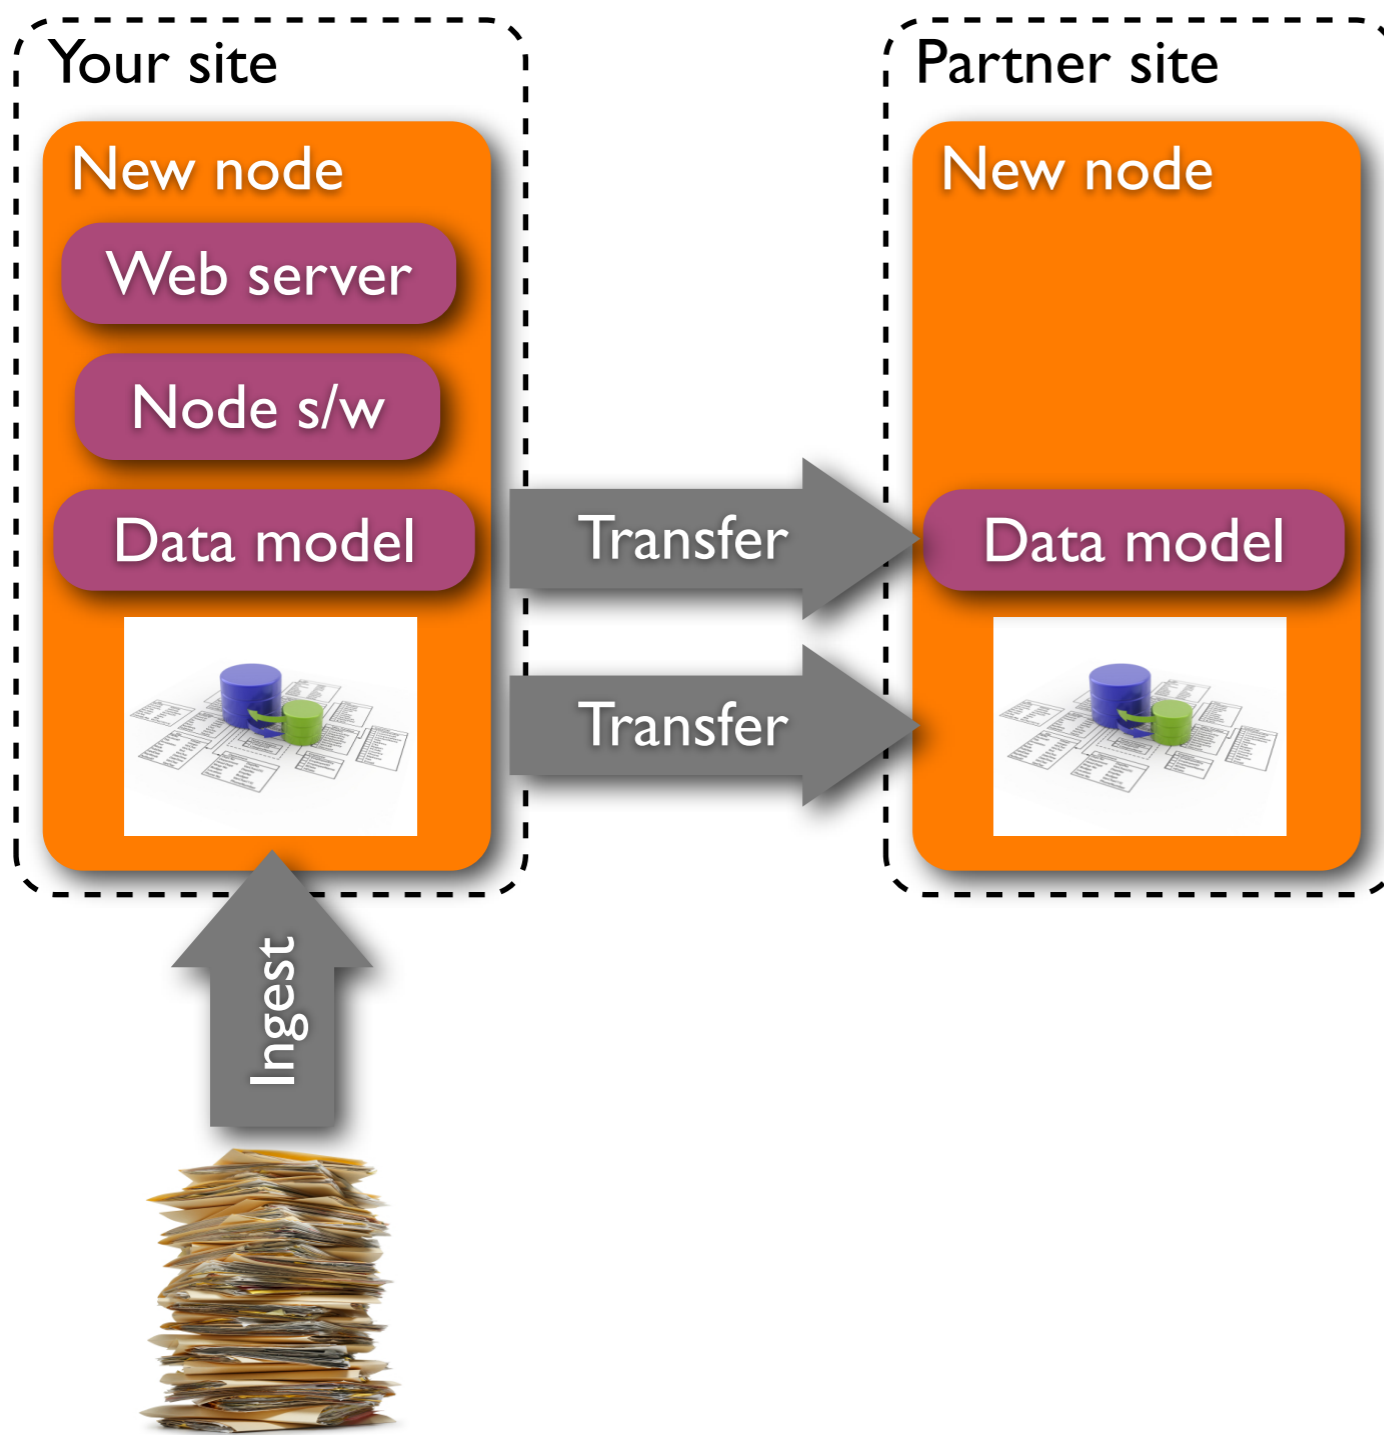 Your site
New node
Web server
Node s/w
Data model
Ingest
Transfer
Transfer
Partner site
New node
Data model